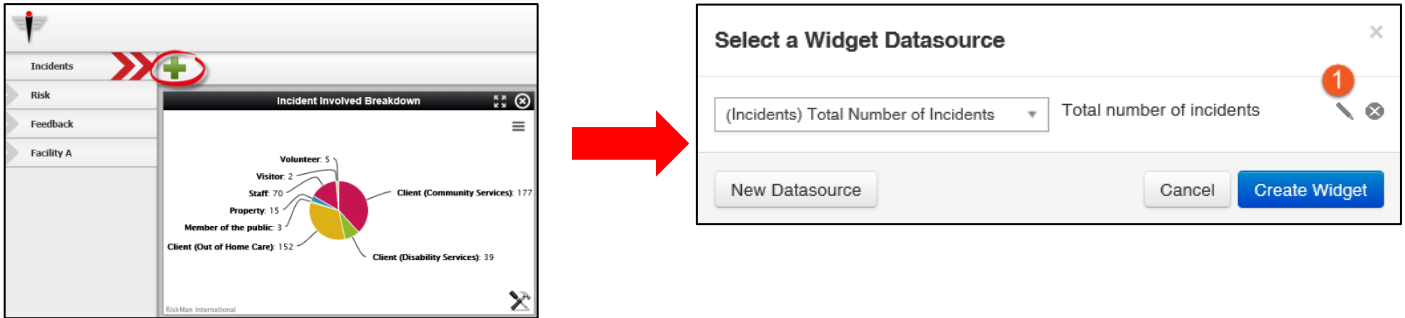 Incidents
Risk
Feedback
Facility A
Incident Involved Breakdown
Volunteer: 5
Visitor: 2
Staff: 70
Client (Community Services): 177
Property: 15
Member of the public: 3
Client (Out of Home Care): 152
Client (Disability Services): 39
RiskMan International
Select a Widget Datasource
1
(Incidents) Total Number of Incidents Total number of incidents
New Datasource Cancel Create Widget